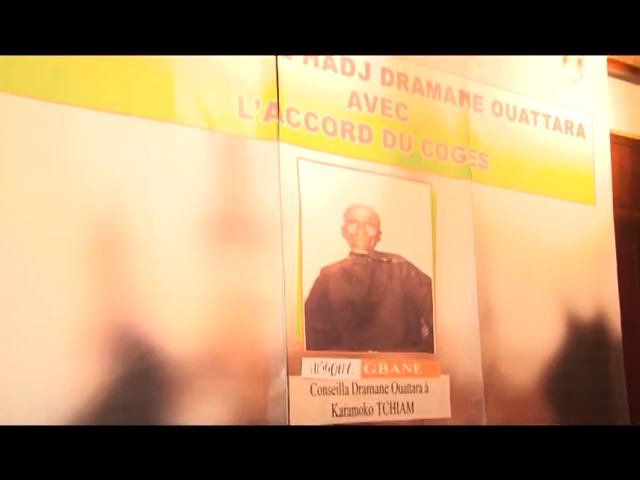 HADJ DRAMANE OUATTARA
AVEC
L'ACCORD DU COGES
GBANE
Conseilla Dramane Ouattara à
Karamoko TCHIAM